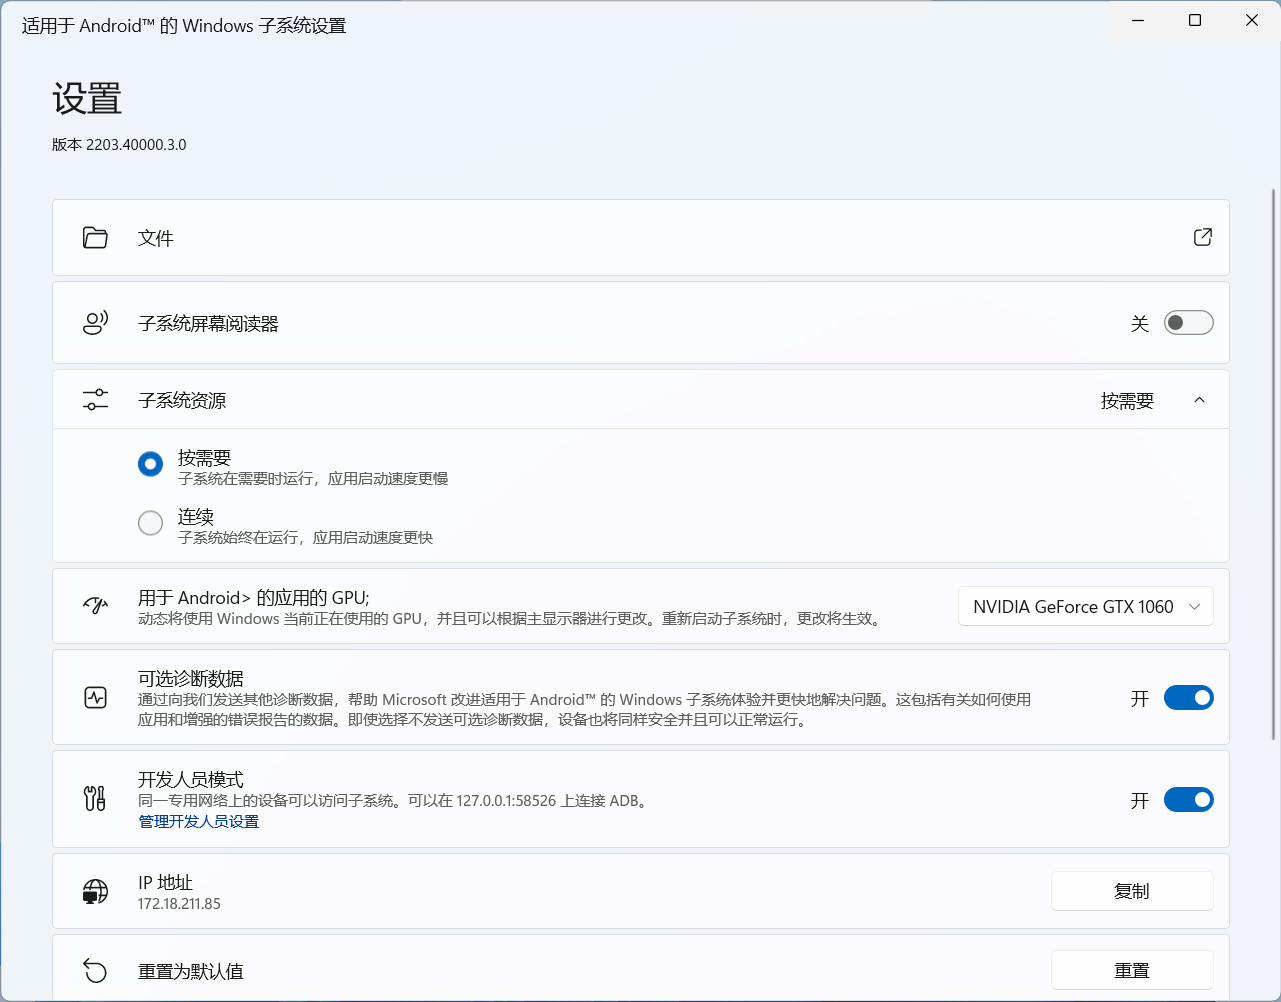 适用于 Android™ 的 Windows 子系统设置
设置
版本 2203.40000.3.0
文件
子系统屏幕阅读器
关
子系统资源
按需要
按需要
子系统在需要时运行，应用启动速度更慢
连续
子系统始终在运行，应用启动速度更快
用于 Android> 的应用的 GPU;
动态将使用 Windows 当前正在使用的 GPU，并且可以根据主显示器进行更改。重新启动子系统时，更改将生效。
NVIDIA GeForce GTX 1060
可选诊断数据
通过向我们发送其他诊断数据，帮助 Microsoft 改进适用于 Android™ 的 Windows 子系统体验并更快地解决问题。这包括有关如何使用
应用和增强的错误报告的数据。即使选择不发送可选诊断数据，设备也将同样安全并且可以正常运行。
开
开发人员模式
同一专用网络上的设备可以访问子系统。可以在 127.0.0.1:58526 上连接 ADB。
管理开发人员设置
开
IP 地址
172.18.211.85
复制
重置为默认值
重置